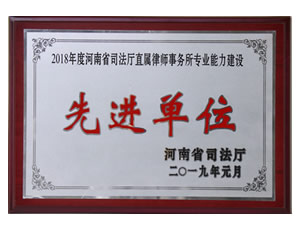 2018年度河南省司法厅直属律师事务所专业能力建设
先进单位
河南省司法厅
二〇一九年元月